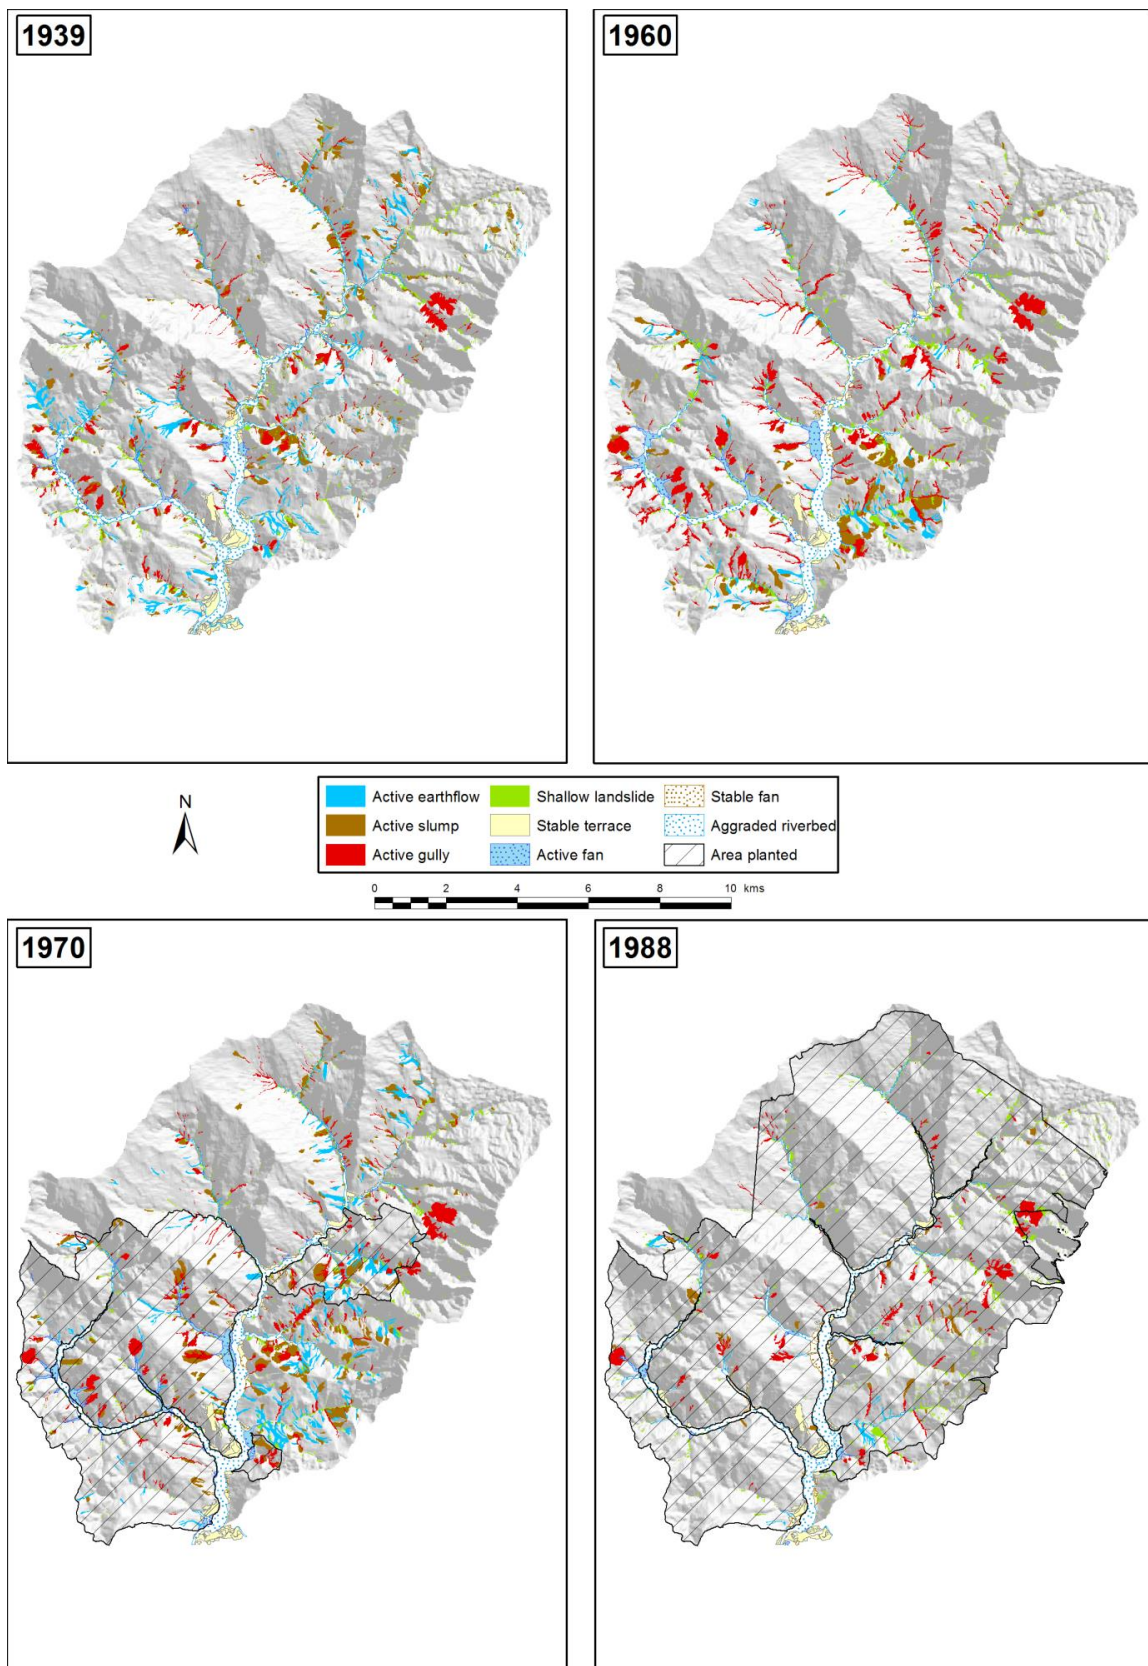 1939
1960
N
Active earthflow
Shallow landslide
Stable fan
Active slump
Stable terrace
Aggraded riverbed
Active gully
Active fan
Area planted
0 2 4 6 8 10 kms
1970
1988